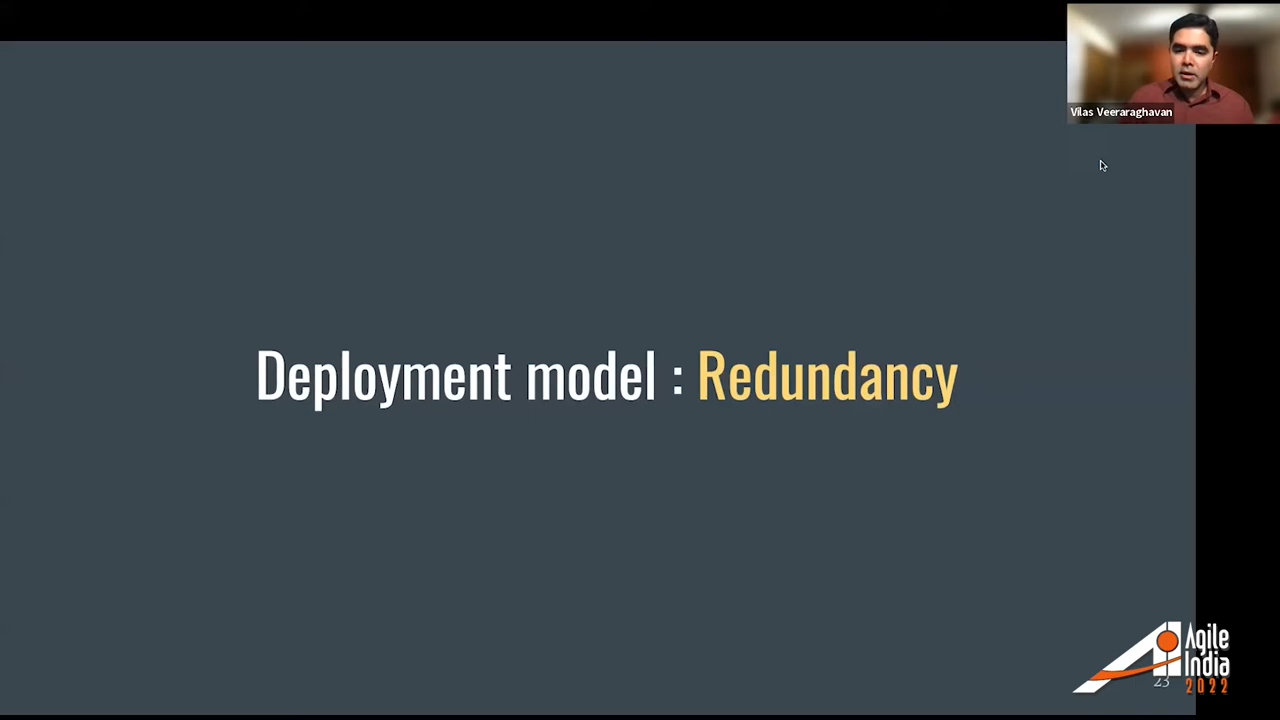 Vilas Veeraraghavan
Deployment model : Redundancy
Agile
India
2022
23